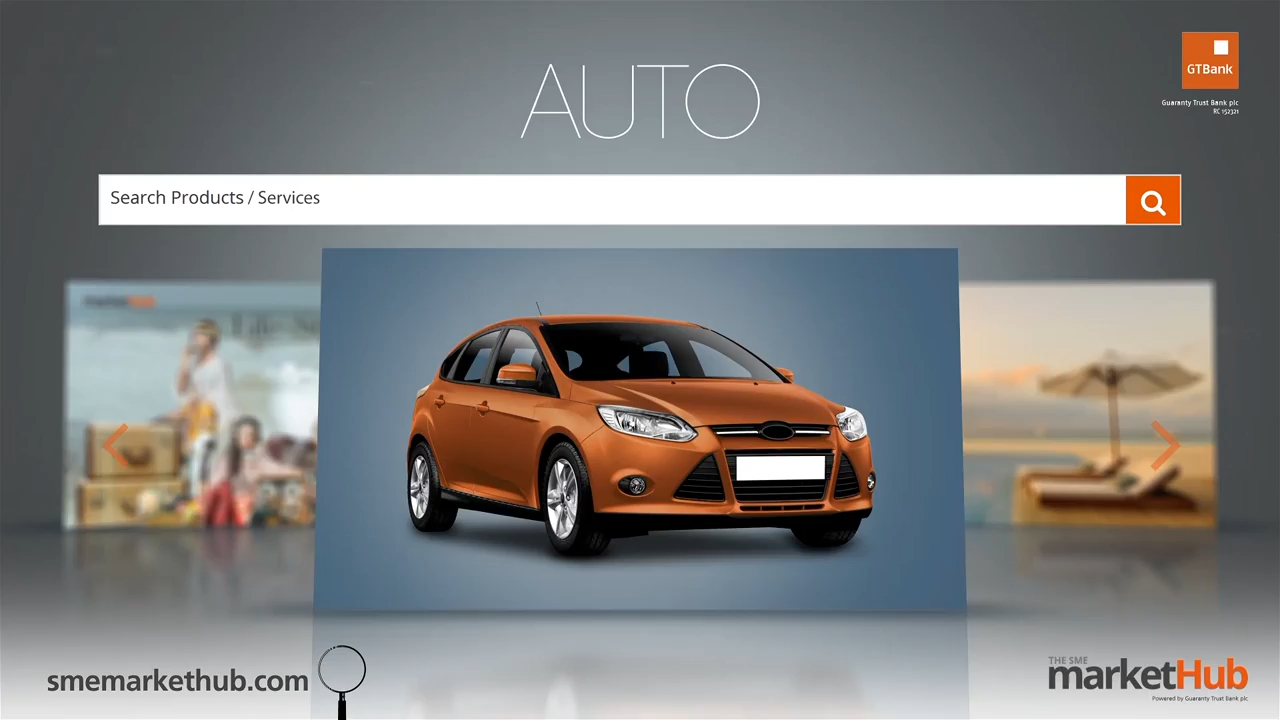 AUTO
GTBank
Guaranty Trust Bank plc
RC 152321
Search Products / Services
marketHub
smemarkethub.com
THE SME
marketHub
Powered by Guaranty Trust Bank plc